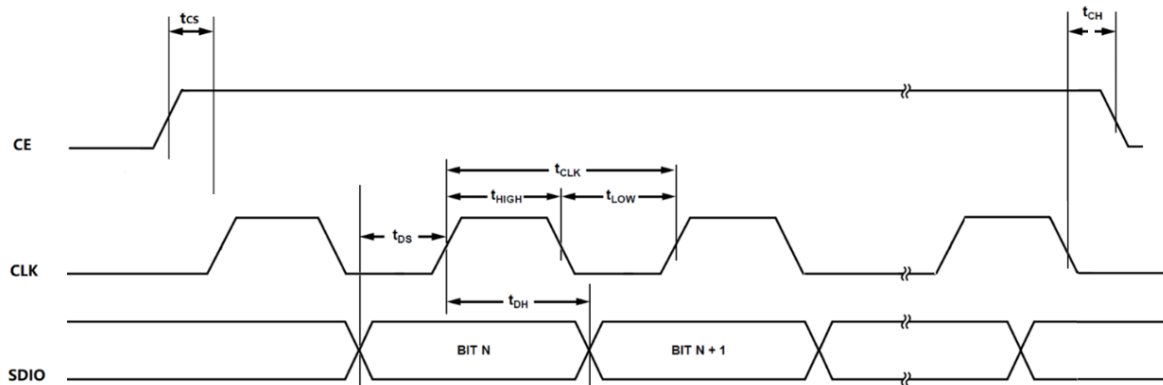 tCS
tCH
CE
tCLK
tHIGH
tLOW
tDS
CLK
tDH
BIT N
BIT N + 1
SDIO